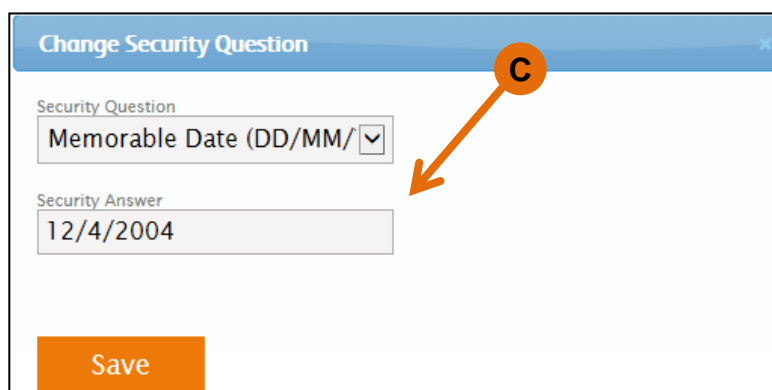 Change Security Question
C
Security Question
Memorable Date (DD/MM/
Security Answer
12/4/2004
Save